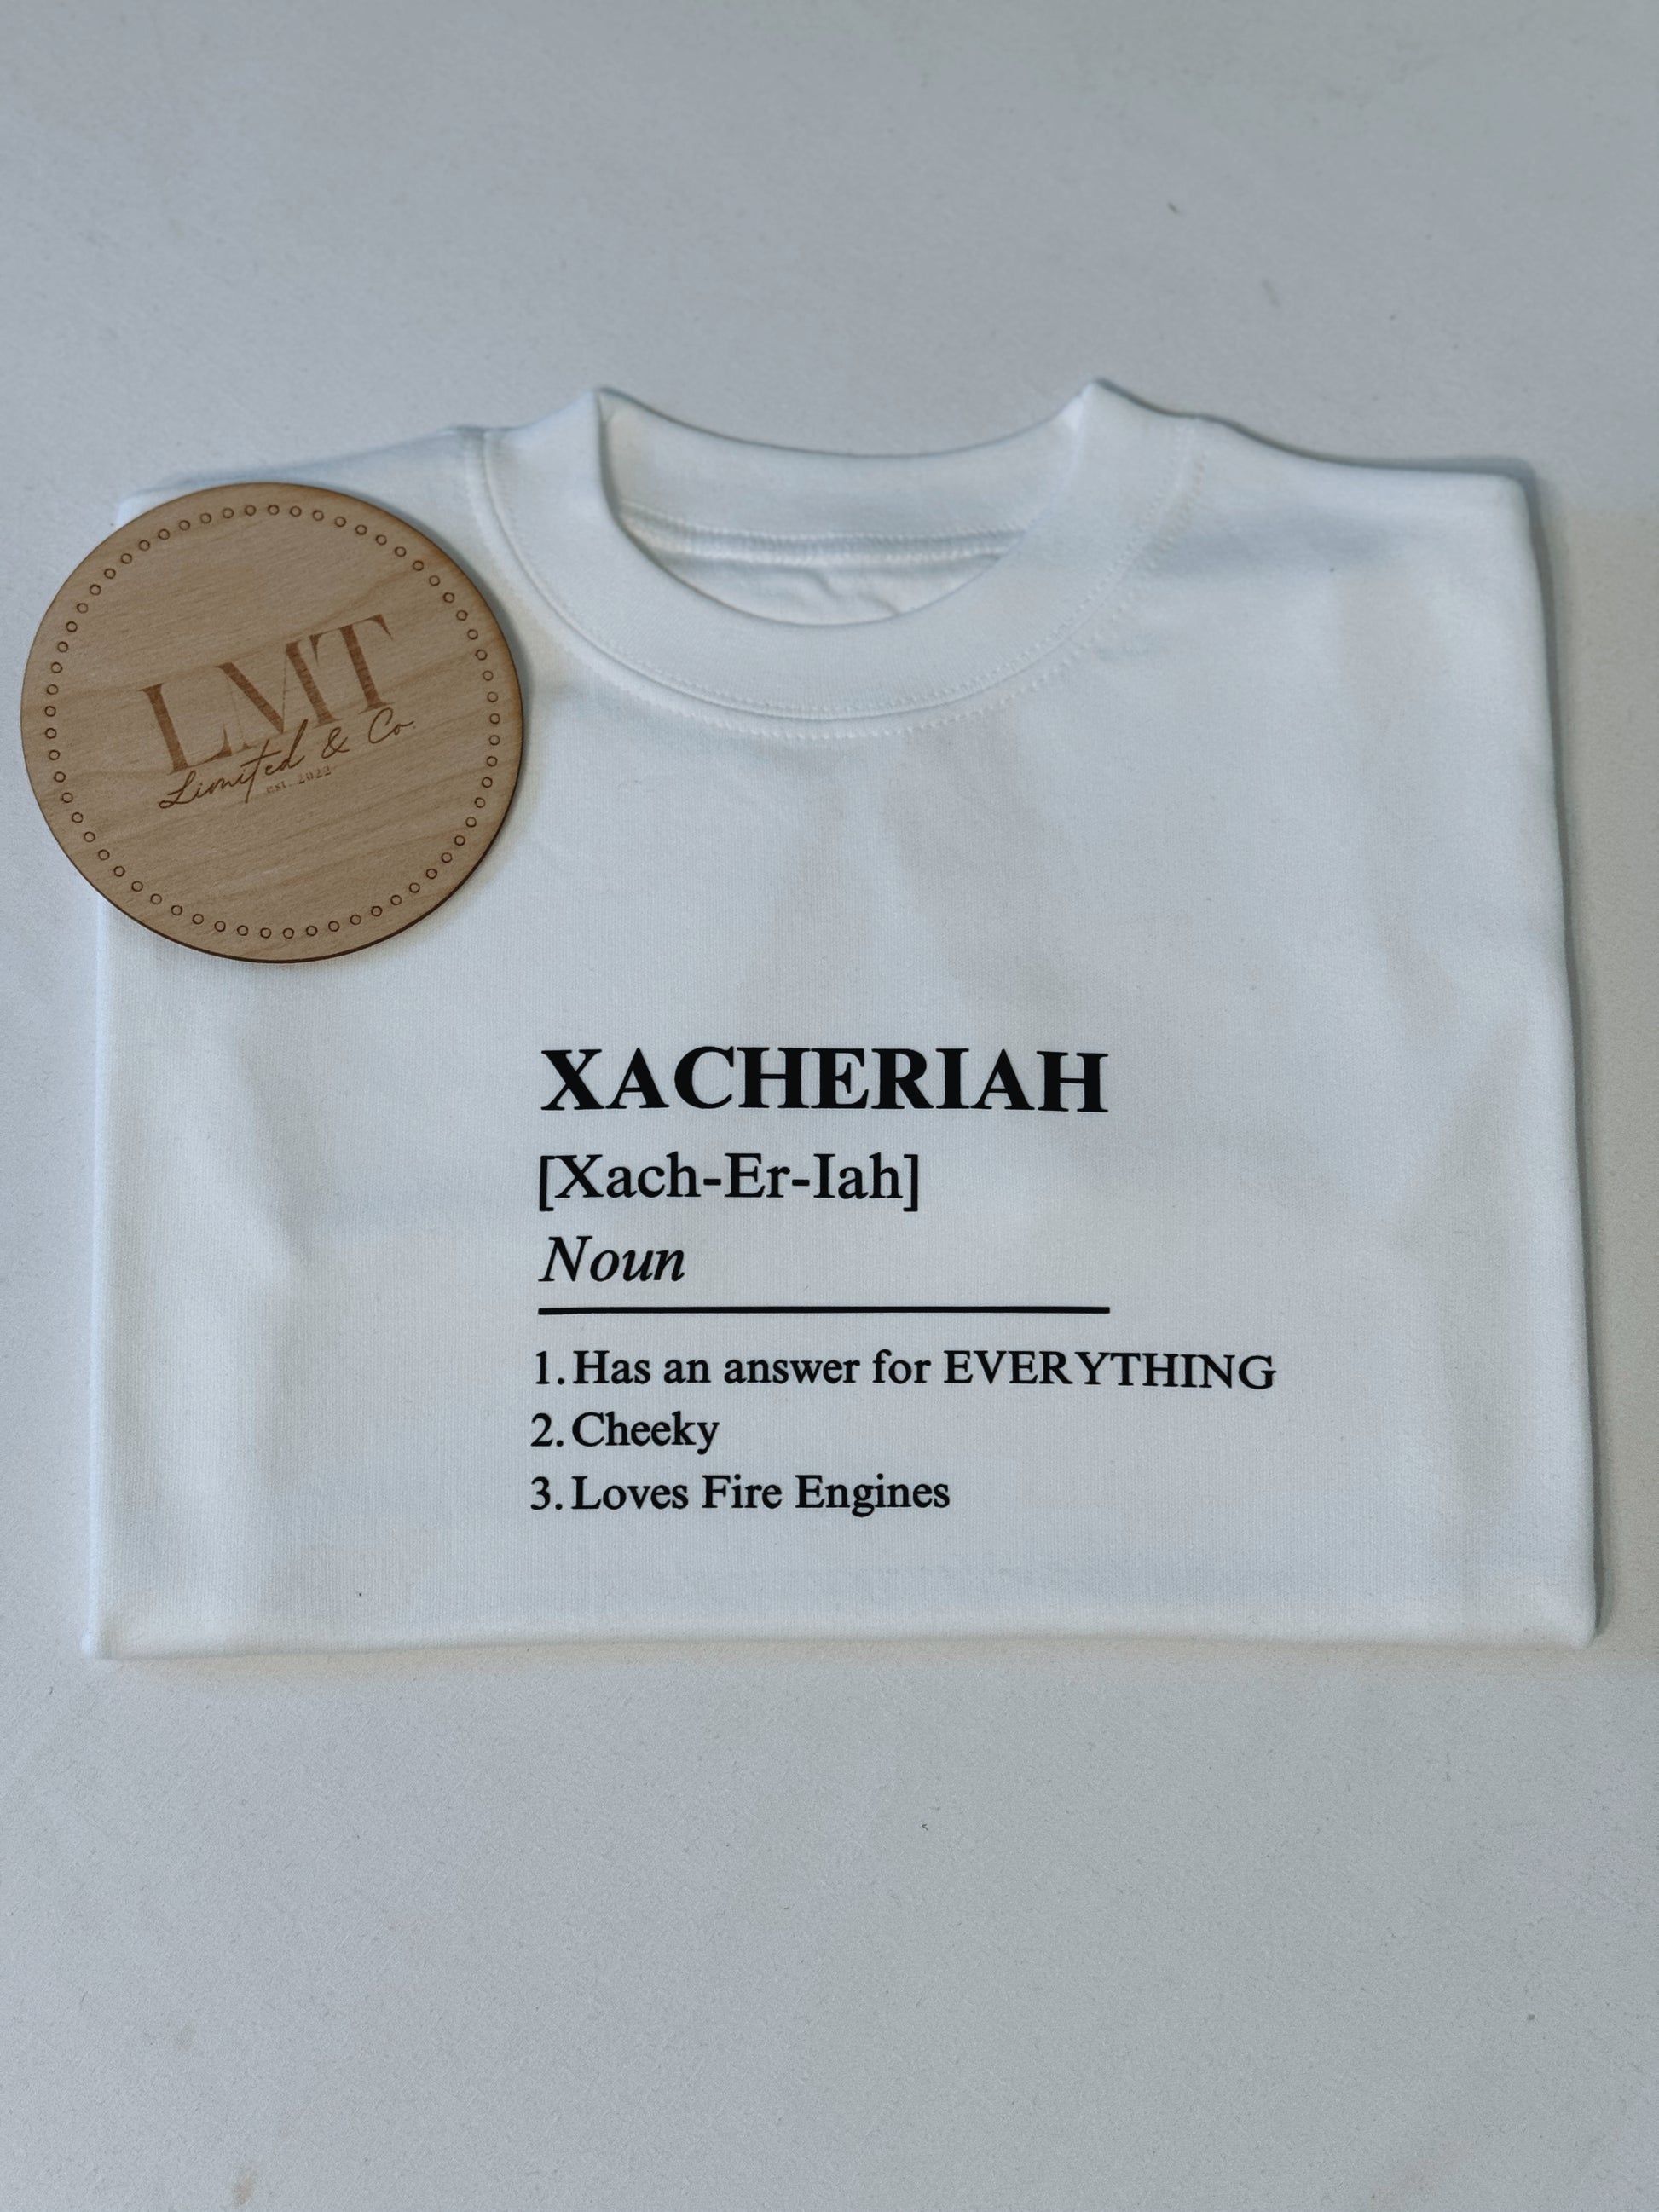 LMT
Limited & Co.
est. 2022
XACHERIAH
[Xach-Er-Iah]
Noun
1. Has an answer for EVERYTHING
2. Cheeky
3. Loves Fire Engines